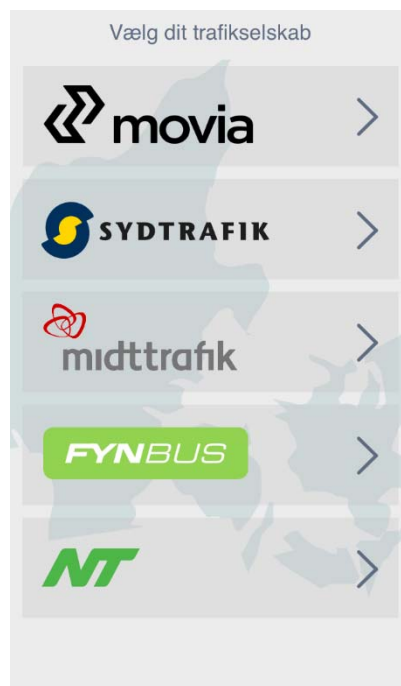 Vælg dit trafikselskab
movia
SYDTRAFIK
midttrafik
FYNBUS
NT